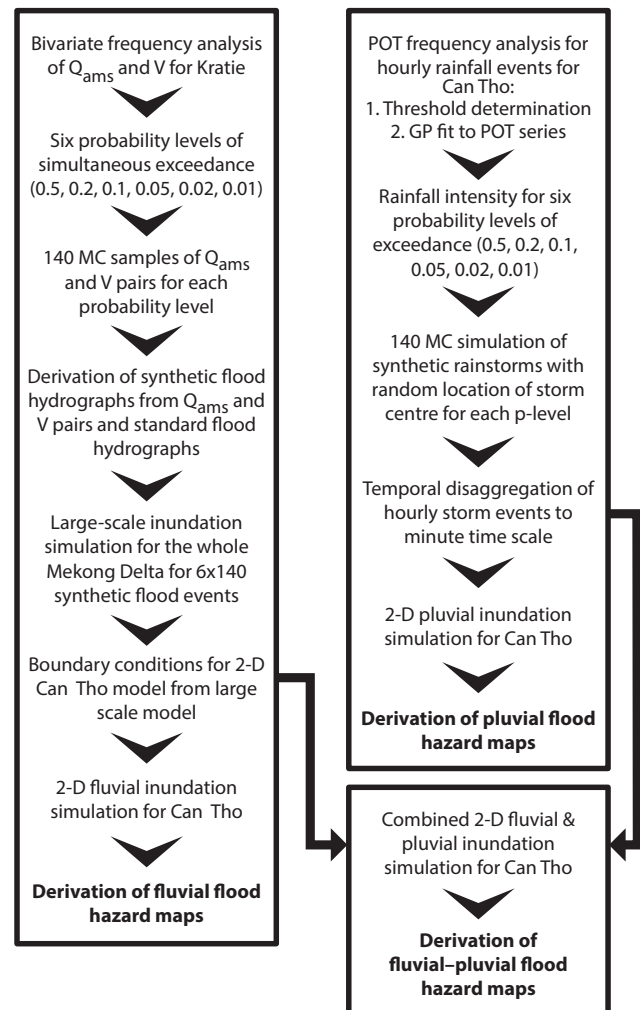 Bivariate frequency analysis
of Qams and V for Kratie
Six probability levels of
simultaneous exceedance
(0.5, 0.2, 0.1, 0.05, 0.02, 0.01)
140 MC samples of Qams
and V pairs for each
probability level
Derivation of synthetic flood
hydrographs from Qams and
V pairs and standard flood
hydrographs
Large-scale inundation
simulation for the whole
Mekong Delta for 6x140
synthetic flood events
Boundary conditions for 2-D
Can Tho model from large
scale model
2-D fluvial inundation
simulation for Can Tho
Derivation of fluvial flood
hazard maps
POT frequency analysis for
hourly rainfall events for
Can Tho:
1. Threshold determination
2. GP fit to POT series
Rainfall intensity for six
probability levels of
exceedance (0.5, 0.2, 0.1,
0.05, 0.02, 0.01)
140 MC simulation of
synthetic rainstorms with
random location of storm
centre for each p-level
Temporal disaggregation of
hourly storm events to
minute time scale
2-D pluvial inundation
simulation for Can Tho
Derivation of pluvial flood
hazard maps
Combined 2-D fluvial &
pluvial inundation
simulation for Can Tho
Derivation of
fluvial–pluvial flood
hazard maps